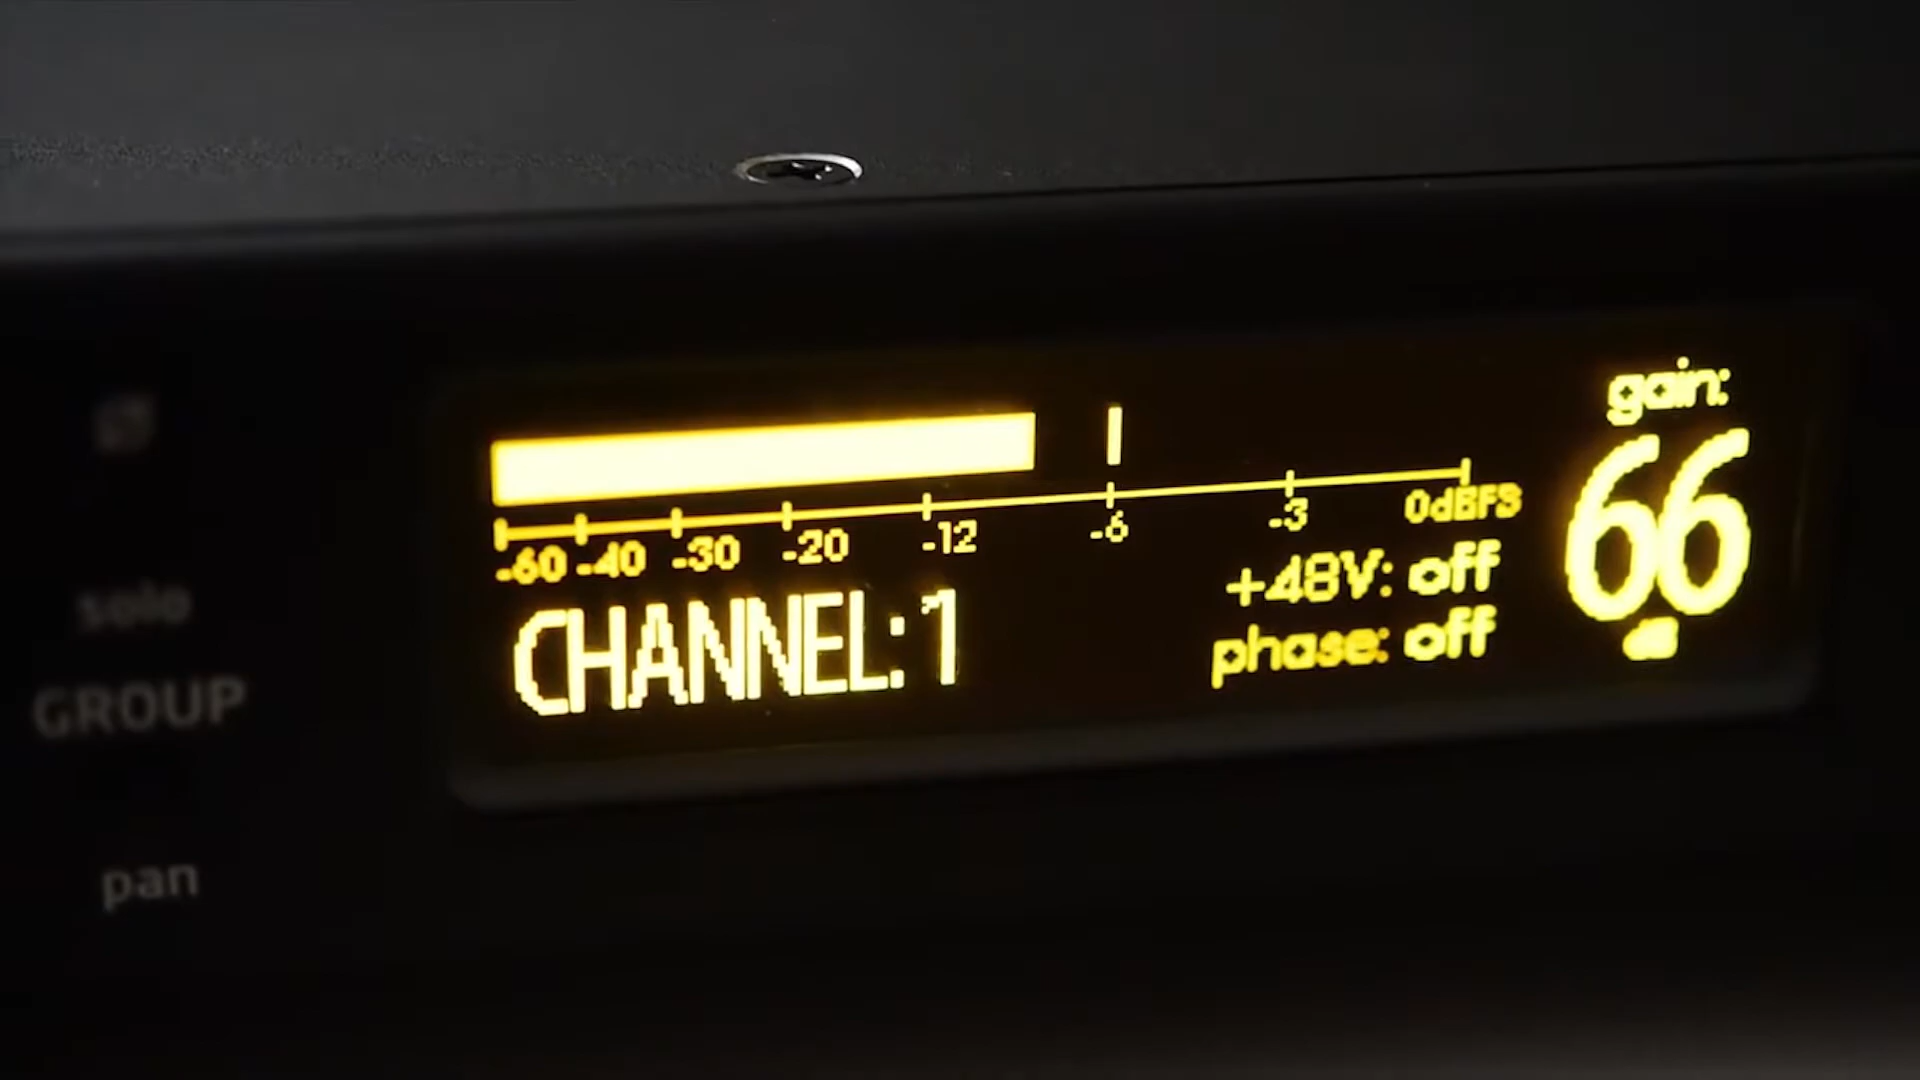 gain:
66
dB
-60 -40 -30 -20 -12 -6 -3 0dBFS
+48V: off
phase: off
CHANNEL: 1
ø
solo
GROUP
pan